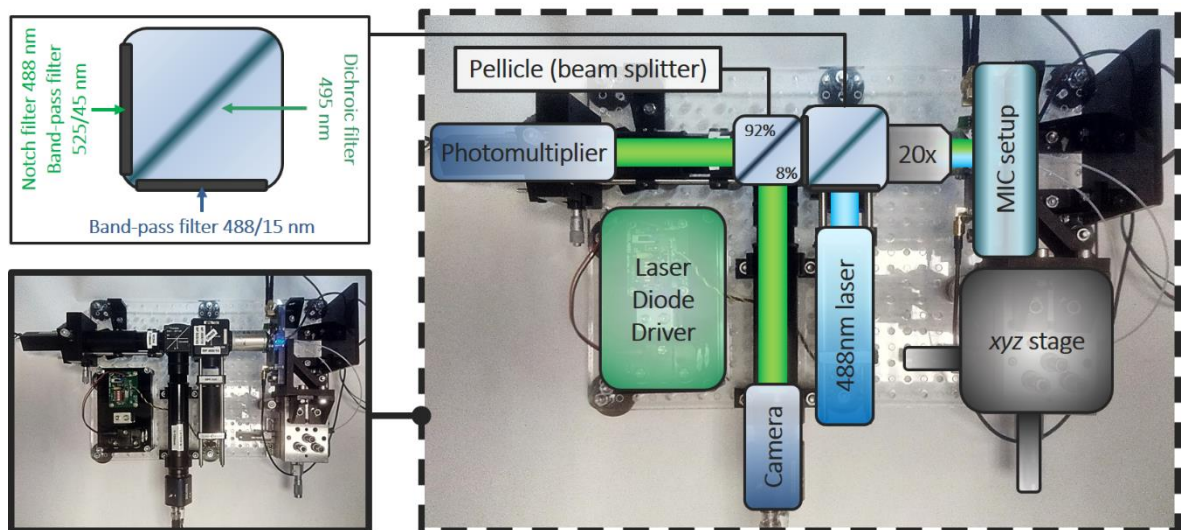 Notch filter 488 nm
Band-pass filter
525/45 nm
Dichroic filter
495 nm
Band-pass filter 488/15 nm
Pellicle (beam splitter)
Photomultiplier
92%
8%
20x
MIC setup
Laser
Diode
Driver
488nm laser
Camera
xyz stage